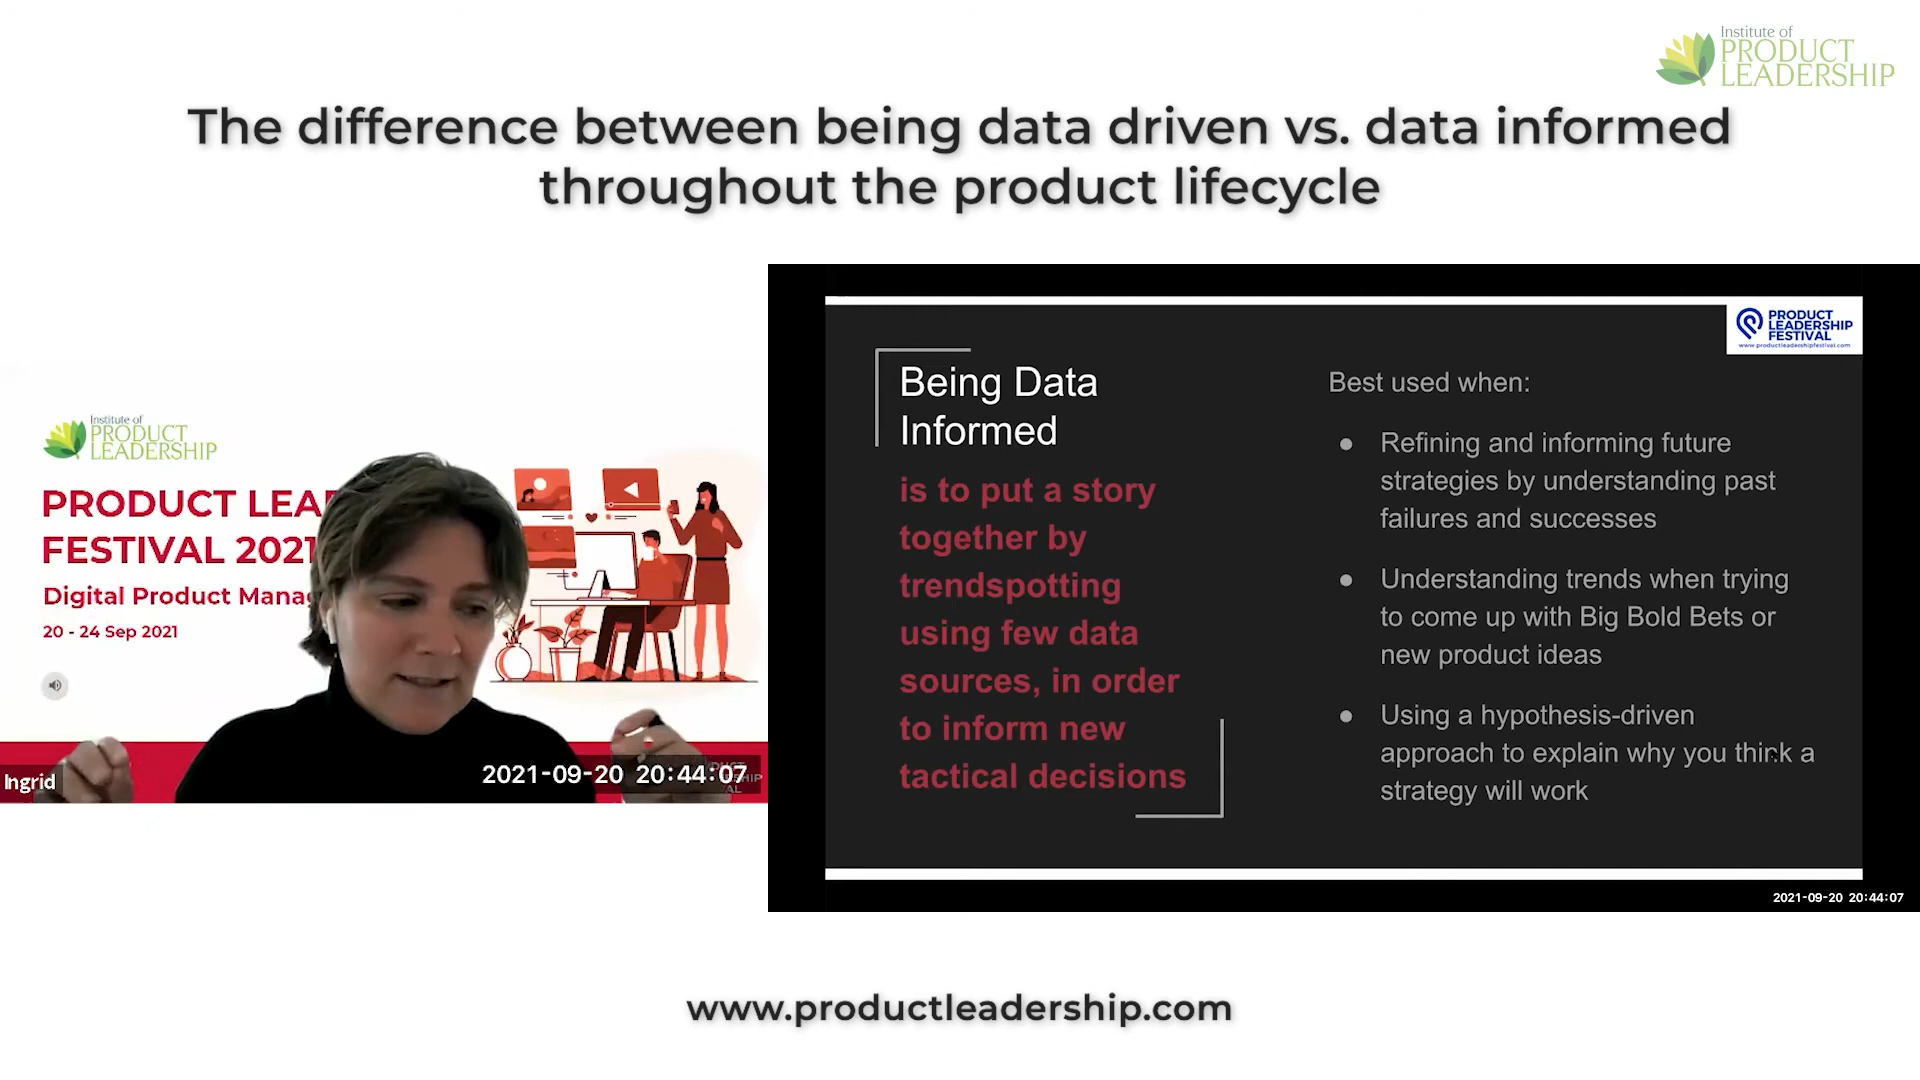 Institute of
PRODUCT
LEADERSHIP
The difference between being data driven vs. data informed
throughout the product lifecycle
Institute of
PRODUCT
LEADERSHIP
PRODUCT LEA
FESTIVAL 2021
Digital Product Mana
20 - 24 Sep 2021
Ingrid
2021-09-20 20:44:07
PRODUCT
LEADERSHIP
FESTIVAL
www.productleadershipfestival.com
Being Data
Informed
is to put a story
together by
trendspotting
using few data
sources, in order
to inform new
tactical decisions
Best used when:
● Refining and informing future
strategies by understanding past
failures and successes
● Understanding trends when trying
to come up with Big Bold Bets or
new product ideas
● Using a hypothesis-driven
approach to explain why you think a
strategy will work
2021-09-20 20:44:07
www.productleadership.com